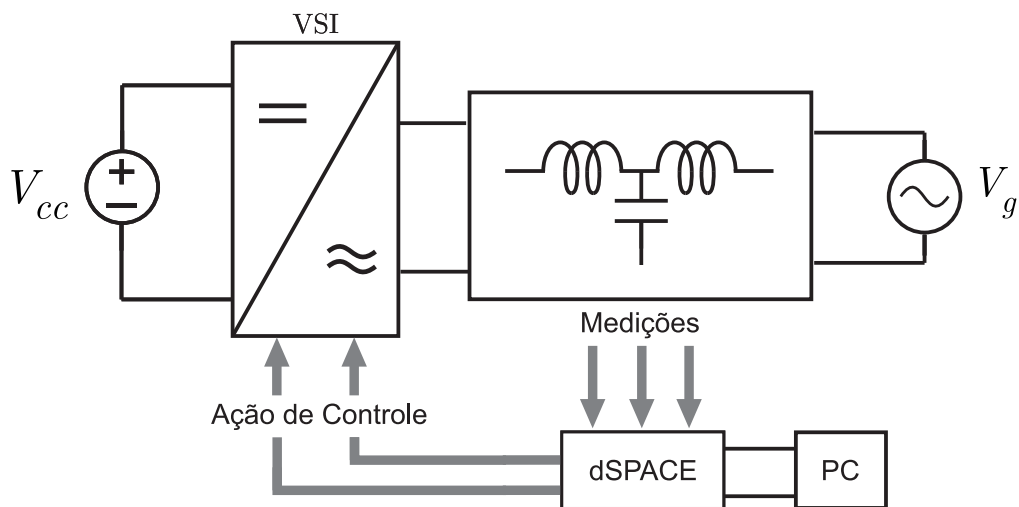 VSI
V_cc
V_g
Medições
Ação de Controle
dSPACE
PC